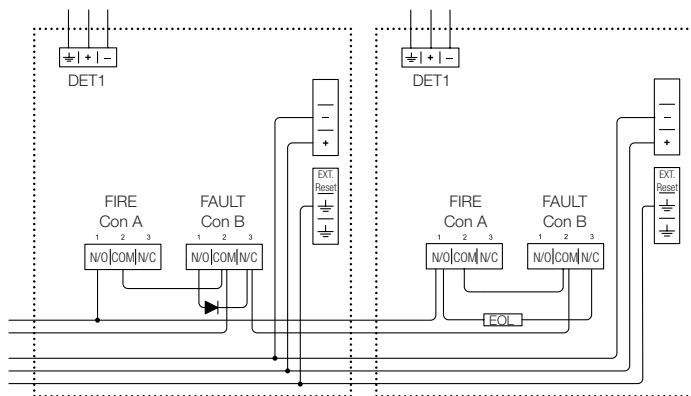 + | –
DET1
–
+
EXT.
Reset
FIRE
Con A
1 2 3
N/O COM N/C
FAULT
Con B
1 2 3
N/O COM N/C
+ | –
DET1
–
+
EXT.
Reset
FIRE
Con A
1 2 3
N/O COM N/C
FAULT
Con B
1 2 3
N/O COM N/C
EOL